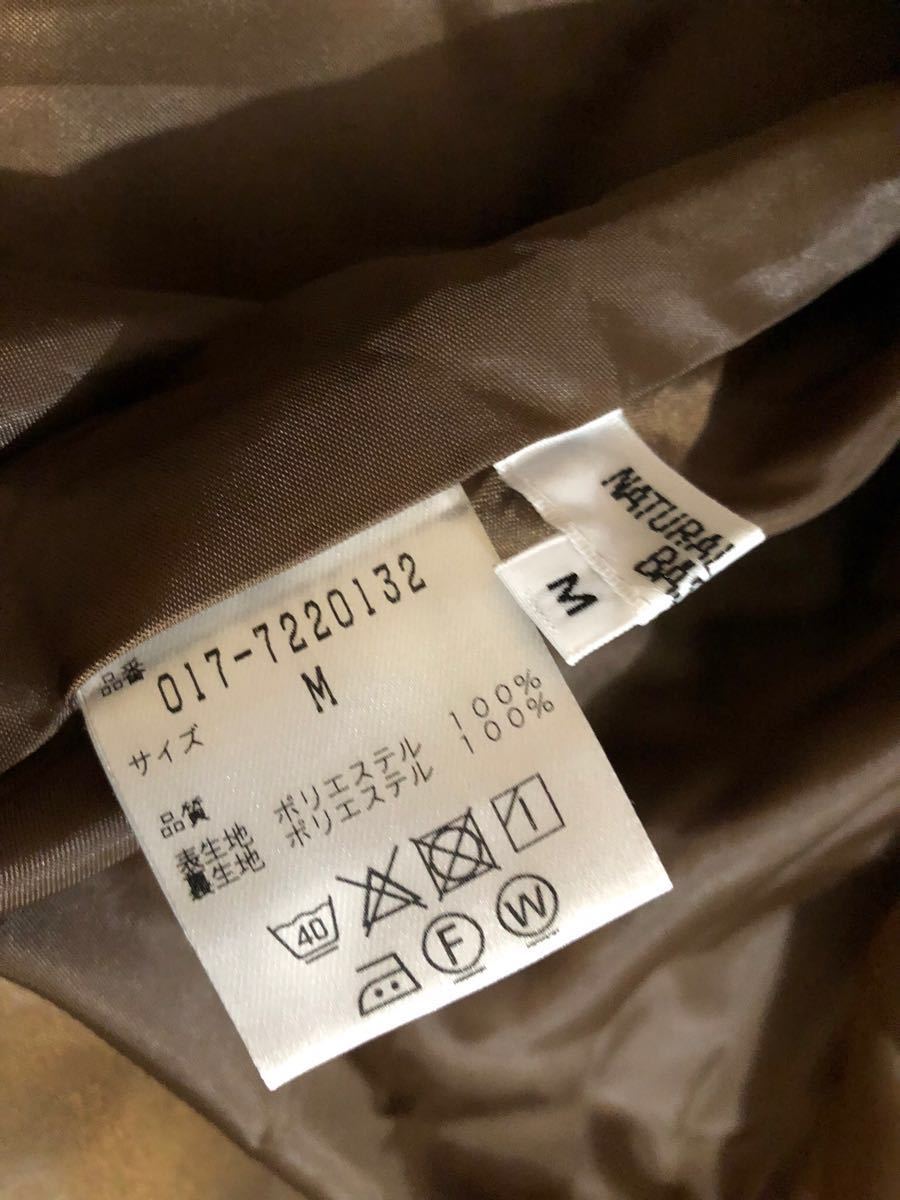 NATURAL
M
品番 017-7220132
サイズ M
品質
表生地 ポリエステル 100%
裏生地 ポリエステル 100%
40
F W